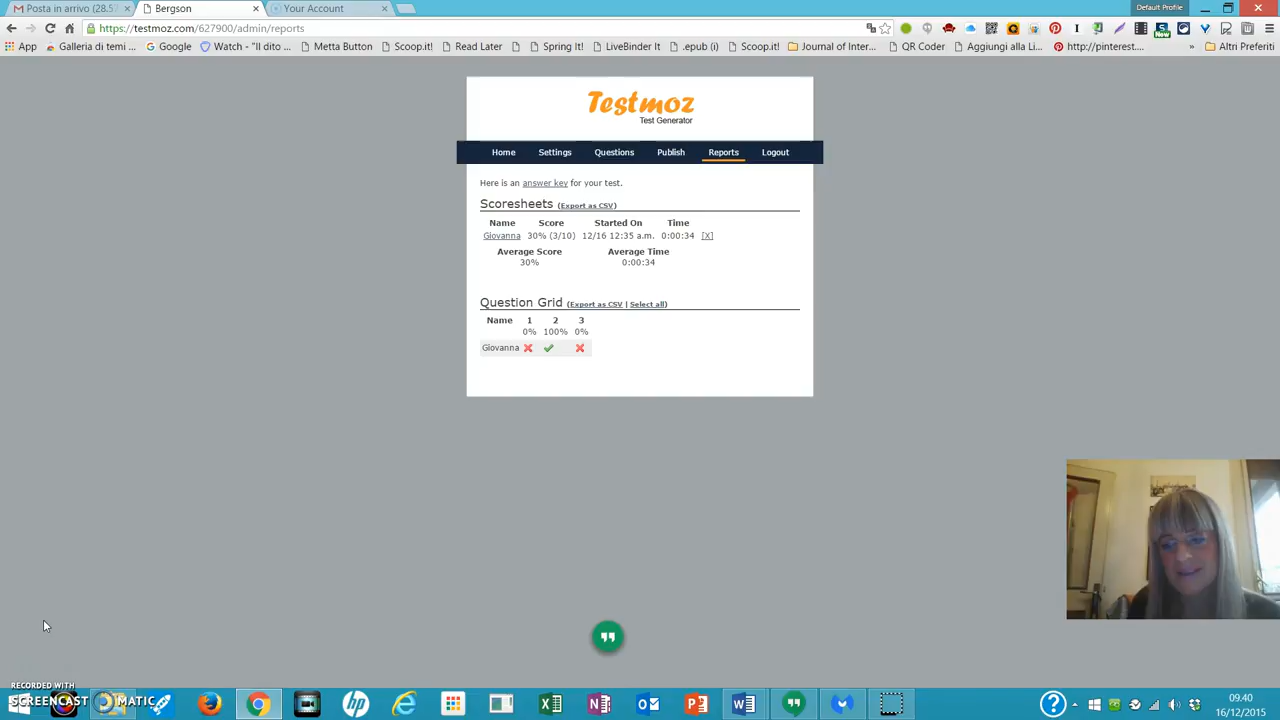 Posta in arrivo (28.57
Bergson
Your Account
Default Profile
https://testmoz.com/627900/admin/reports
App
Galleria di temi ...
Google
Watch - "Il dito ...
Metta Button
Scoop.it!
Read Later
Spring It!
LiveBinder It
.epub (i)
Scoop.it!
Journal of Inter...
QR Coder
Aggiungi alla Li...
http://pinterest....
»
Altri Preferiti
New
Testmoz
Test Generator
Home Settings Questions Publish Reports Logout
Here is an answer key for your test.
Scoresheets (Export as CSV)
Name Score Started On Time
Giovanna 30% (3/10) 12/16 12:35 a.m. 0:00:34 [X]
Average Score Average Time
30% 0:00:34
Question Grid (Export as CSV | Select all)
Name 1 2 3
0% 100% 0%
Giovanna
RECORDED WITH
SCREENCAST MATIC
09.40
16/12/2015